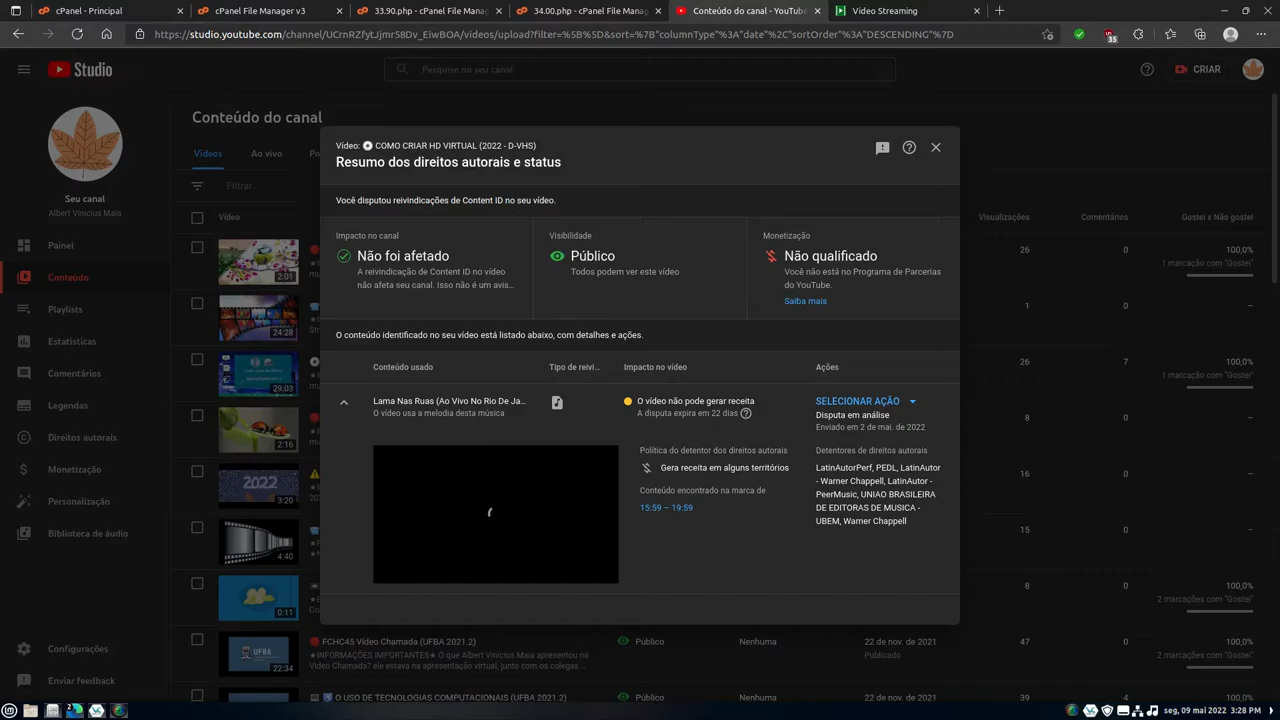 cPanel - Principal
cPanel File Manager v3
33.90.php - cPanel File Mana
34.00.php - cPanel File Mana
Conteúdo do canal - YouTube
Vídeo Streaming
https://studio.youtube.com/channel/UCrnRZfytJjmrS8Dv_EiwBOA/videos/upload?filter=%5B%5D&sort=%7B"columnType"%3A"date"%2C"sortOrder"%3A"DESCENDING"%7D
35
Studio
Pesquise no seu canal
CRIAR
Conteúdo do canal
Vídeos
Ao vivo
Filtrar...
Seu canal
Albert Vinicius Maia
Painel
Conteúdo
Playlists
Estatísticas
Comentários
Legendas
Direitos autorais
Monetização
Personalização
Biblioteca de áudio
Configurações
Enviar feedback
Vídeo
Visualizações
Comentários
Gostei x Não gostei
2:01
26
0
100,0%
1 marcação com "Gostei"
24:28
1
0
–
29:03
26
7
100,0%
1 marcação com "Gostei"
2:16
8
0
–
2022
3:20
16
0
–
4:40
15
0
–
0:11
8
0
100,0%
2 marcações com "Gostei"
Vídeo: COMO CRIAR HD VIRTUAL (2022 - D-VHS)
Resumo dos direitos autorais e status
Você disputou reivindicações de Content ID no seu vídeo.
Impacto no canal
Não foi afetado
A reivindicação de Content ID no vídeo
não afeta seu canal. Isso não é um avis...
Visibilidade
Público
Todos podem ver este vídeo
Monetização
Não qualificado
Você não está no Programa de Parcerias
do YouTube.
Saiba mais
O conteúdo identificado no seu vídeo está listado abaixo, com detalhes e ações.
Conteúdo usado
Tipo de reivi...
Impacto no vídeo
Ações
Lama Nas Ruas (Ao Vivo No Rio De Ja...
O vídeo usa a melodia desta música
O vídeo não pode gerar receita
A disputa expira em 22 dias
SELECIONAR AÇÃO
Disputa em análise
Enviado em 2 de mai. de 2022
Política do detentor dos direitos autorais
Gera receita em alguns territórios
Conteúdo encontrado na marca de
15:59 – 19:59
Detentores de direitos autorais
LatinAutorPerf, PEDL, LatinAutor
- Warner Chappell, LatinAutor -
PeerMusic, UNIAO BRASILEIRA
DE EDITORAS DE MUSICA -
UBEM, Warner Chappell
UFBA
22:34
FCHC45 Vídeo Chamada (UFBA 2021.2)
★INFORMAÇÕES IMPORTANTES★ O que Albert Vinícius Maia apresentou na
Vídeo Chamada? ele estava na apresentação virtual, junto com os colegas ...
Público
Nenhuma
22 de nov. de 2021
Publicado
47
0
100,0%
2 marcações com "Gostei"
O USO DE TECNOLOGIAS COMPUTACIONAIS (UFBA 2021.2)
Público
Nenhuma
22 de nov. de 2021
39
4
100,0%
seg, 09 mai 2022
3:28 PM